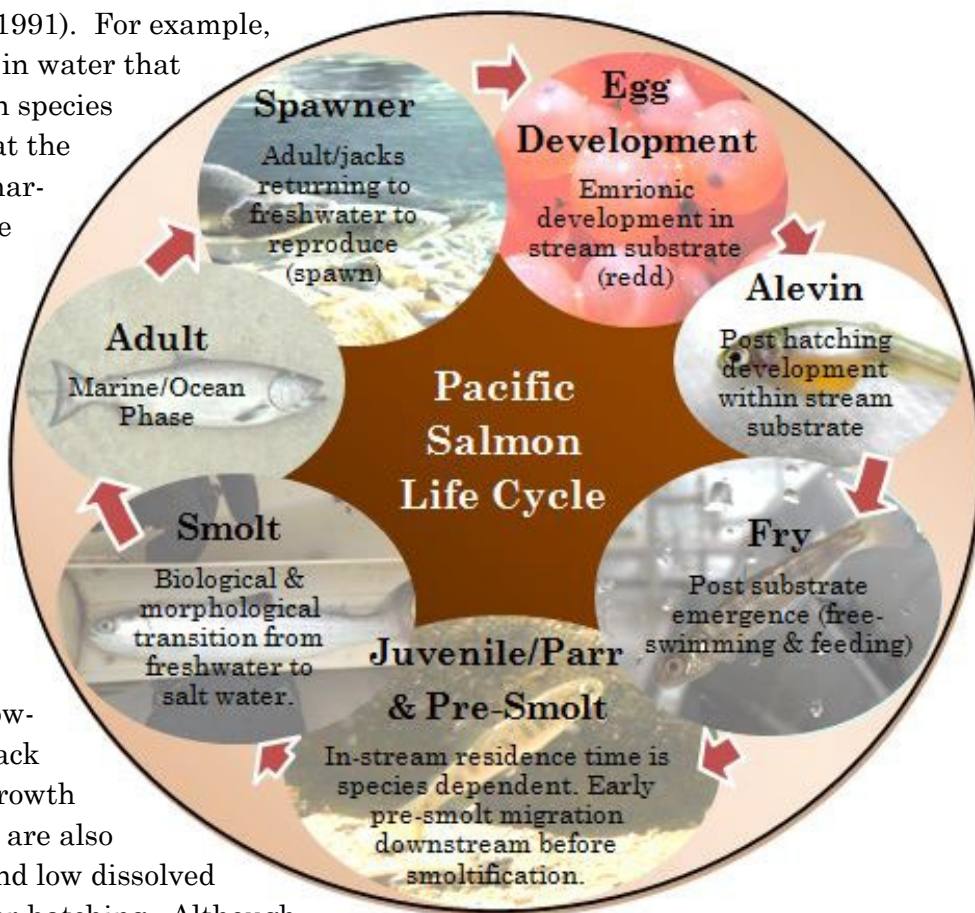 1991). For example,
in water that
n species
at the
har-
e
ow-
ack
rowth
are also
nd low dissolved
r hatching. Although
Spawner
Adult/jacks
returning to
freshwater to
reproduce
(spawn)
Egg
Development
Emrionic
development in
stream substrate
(redd)
Alevin
Post hatching
development
within stream
substrate
Fry
Post substrate
emergence (free-
swimming & feeding)
Juvenile/Parr
& Pre-Smolt
In-stream residence time is
species dependent. Early
pre-smolt migration
downstream before
smoltification.
Smolt
Biological &
morphological
transition from
freshwater to
salt water.
Adult
Marine/Ocean
Phase
Pacific
Salmon
Life Cycle